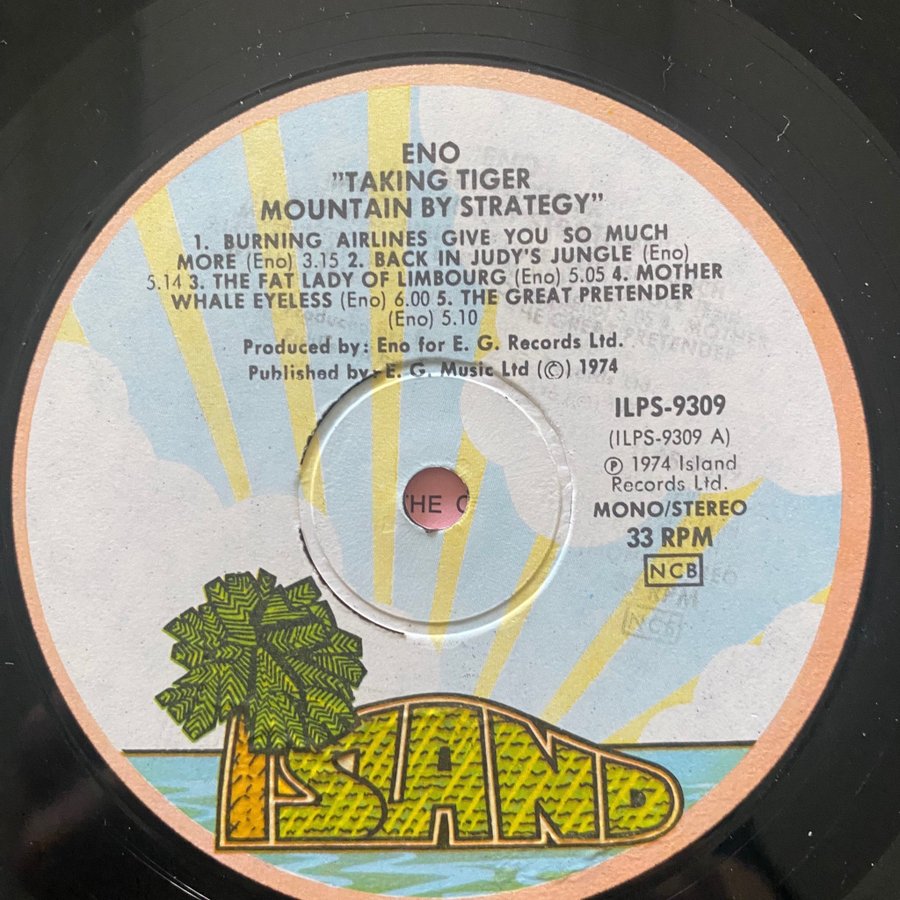 ENO
"TAKING TIGER
MOUNTAIN BY STRATEGY"
1. BURNING AIRLINES GIVE YOU SO MUCH
MORE (Eno) 3.15 2. BACK IN JUDY'S JUNGLE (Eno)
5.14 3. THE FAT LADY OF LIMBOURG (Eno) 5.05 4. MOTHER
WHALE EYELESS (Eno) 6.00 5. THE GREAT PRETENDER
(Eno) 5.10
Produced by: Eno for E. G. Records Ltd.
Published by: E. G. Music Ltd (©) 1974
ILPS-9309
(ILPS-9309 A)
℗ 1974 Island
Records Ltd.
MONO/STEREO
33 RPM
NCB
THE
ISLAND